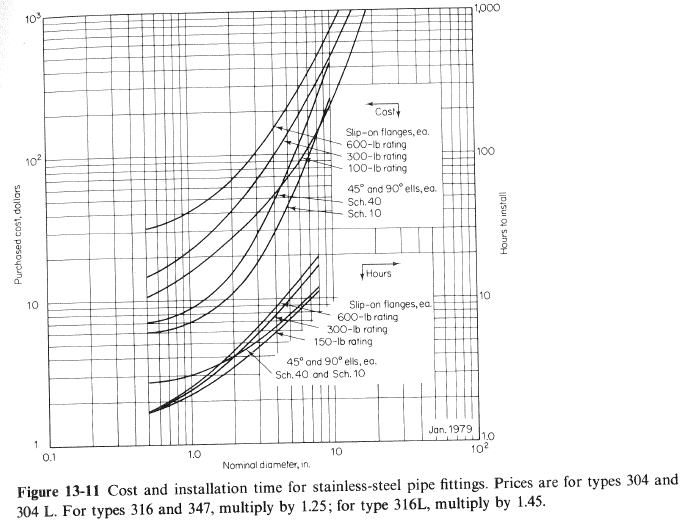 10³
1,000
Cost
Slip-on flanges, ea.
600-lb rating
300-lb rating
100-lb rating
10²
100
45° and 90° ells, ea.
Sch. 40
Sch. 10
Purchased cost, dollars
Hours to install
Hours
10
10
Slip-on flanges, ea.
600-lb rating
300-lb rating
150-lb rating
45° and 90° ells, ea.
Sch. 40 and Sch. 10
Jan. 1979
1
1.0
0.1
1.0
10
10²
Nominal diameter, in.
Figure 13-11 Cost and installation time for stainless-steel pipe fittings. Prices are for types 304 and
304 L. For types 316 and 347, multiply by 1.25; for type 316L, multiply by 1.45.